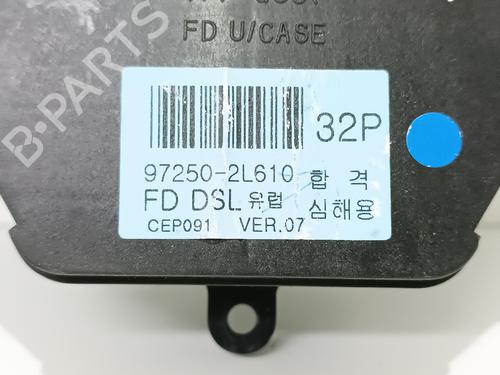 FD U/CASE
32P
97250-2L610 합 격
FD DSL 유럽 심해용
CEP091 VER.07
B-PARTS